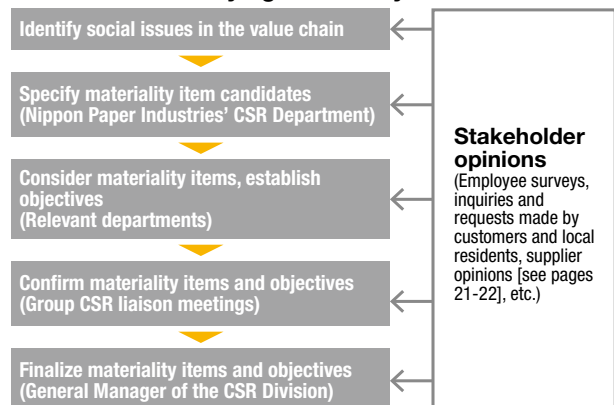 Identify social issues in the value chain
Specify materiality item candidates
(Nippon Paper Industries' CSR Department)
Consider materiality items, establish
objectives
(Relevant departments)
Confirm materiality items and objectives
(Group CSR liaison meetings)
Finalize materiality items and objectives
(General Manager of the CSR Division)
Stakeholder
opinions
(Employee surveys,
inquiries and
requests made by
customers and local
residents, supplier
opinions [see pages
21-22], etc.)